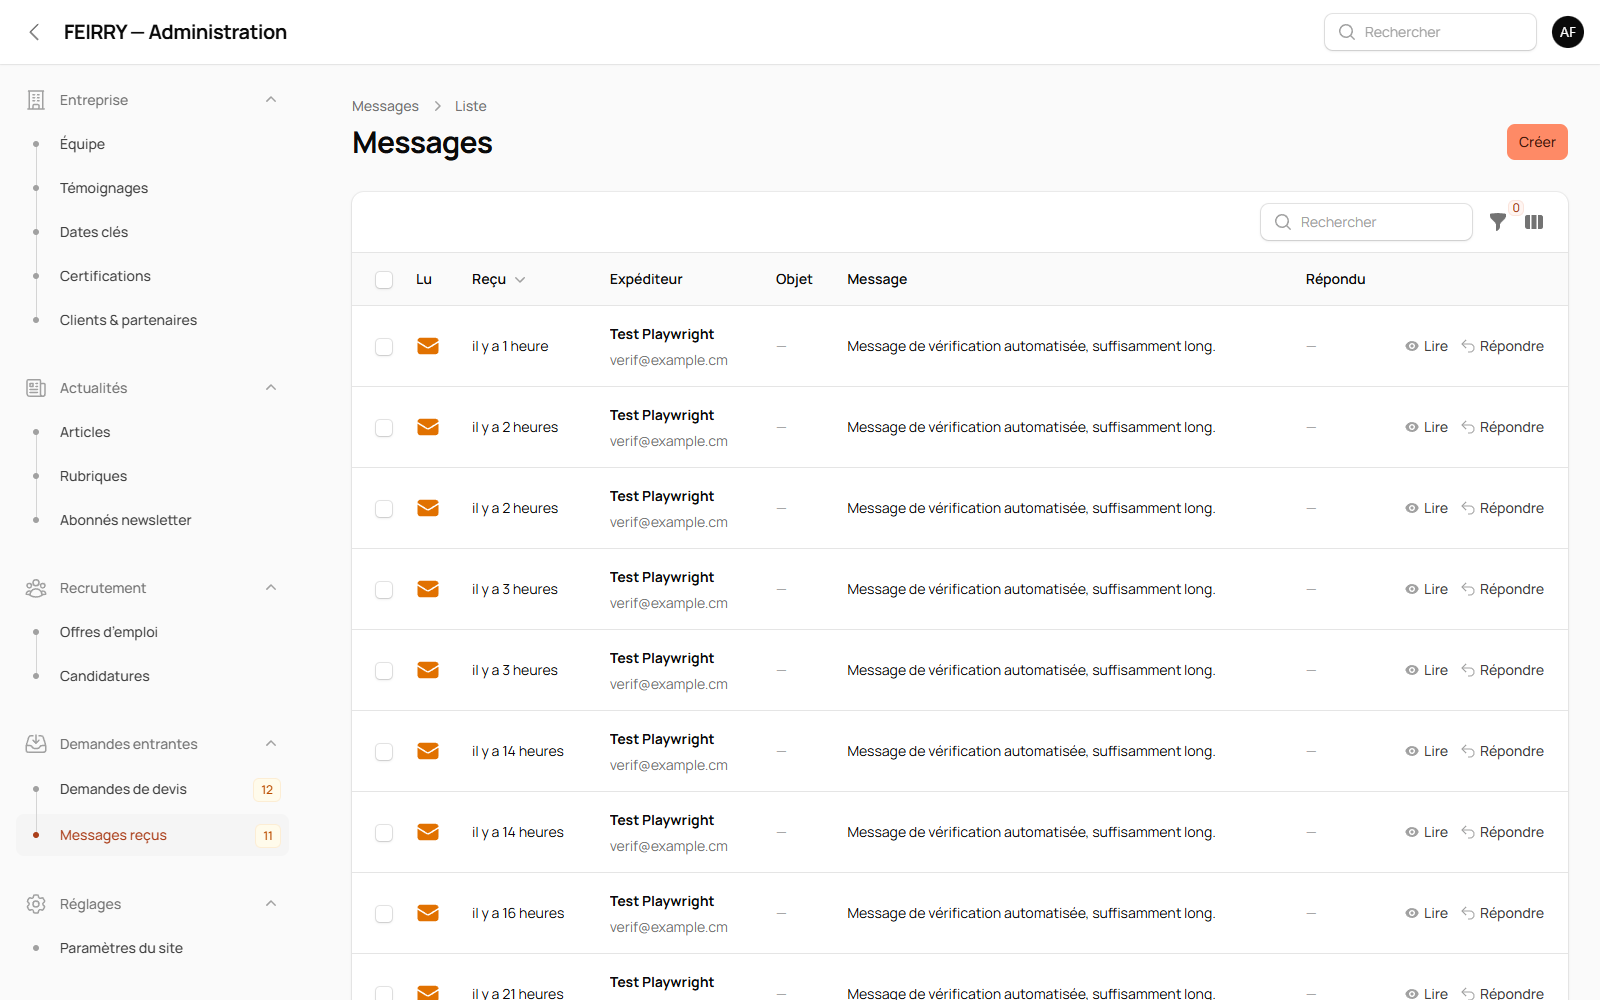 FEIRRY — Administration
Rechercher
AF
Entreprise
Équipe
Témoignages
Dates clés
Certifications
Clients & partenaires
Actualités
Articles
Rubriques
Abonnés newsletter
Recrutement
Offres d'emploi
Candidatures
Demandes entrantes
Demandes de devis 12
Messages reçus 11
Réglages
Paramètres du site
Messages > Liste
Messages
Créer
Rechercher
0
Lu Reçu Expéditeur Objet Message Répondu
il y a 1 heure Test Playwright — Message de vérification automatisée, suffisamment long. — Lire Répondre
verif@example.cm
il y a 2 heures Test Playwright — Message de vérification automatisée, suffisamment long. — Lire Répondre
verif@example.cm
il y a 2 heures Test Playwright — Message de vérification automatisée, suffisamment long. — Lire Répondre
verif@example.cm
il y a 3 heures Test Playwright — Message de vérification automatisée, suffisamment long. — Lire Répondre
verif@example.cm
il y a 3 heures Test Playwright — Message de vérification automatisée, suffisamment long. — Lire Répondre
verif@example.cm
il y a 14 heures Test Playwright — Message de vérification automatisée, suffisamment long. — Lire Répondre
verif@example.cm
il y a 14 heures Test Playwright — Message de vérification automatisée, suffisamment long. — Lire Répondre
verif@example.cm
il y a 16 heures Test Playwright — Message de vérification automatisée, suffisamment long. — Lire Répondre
verif@example.cm
il y a 21 heures Test Playwright — Message de vérification automatisée, suffisamment long. — Lire Répondre